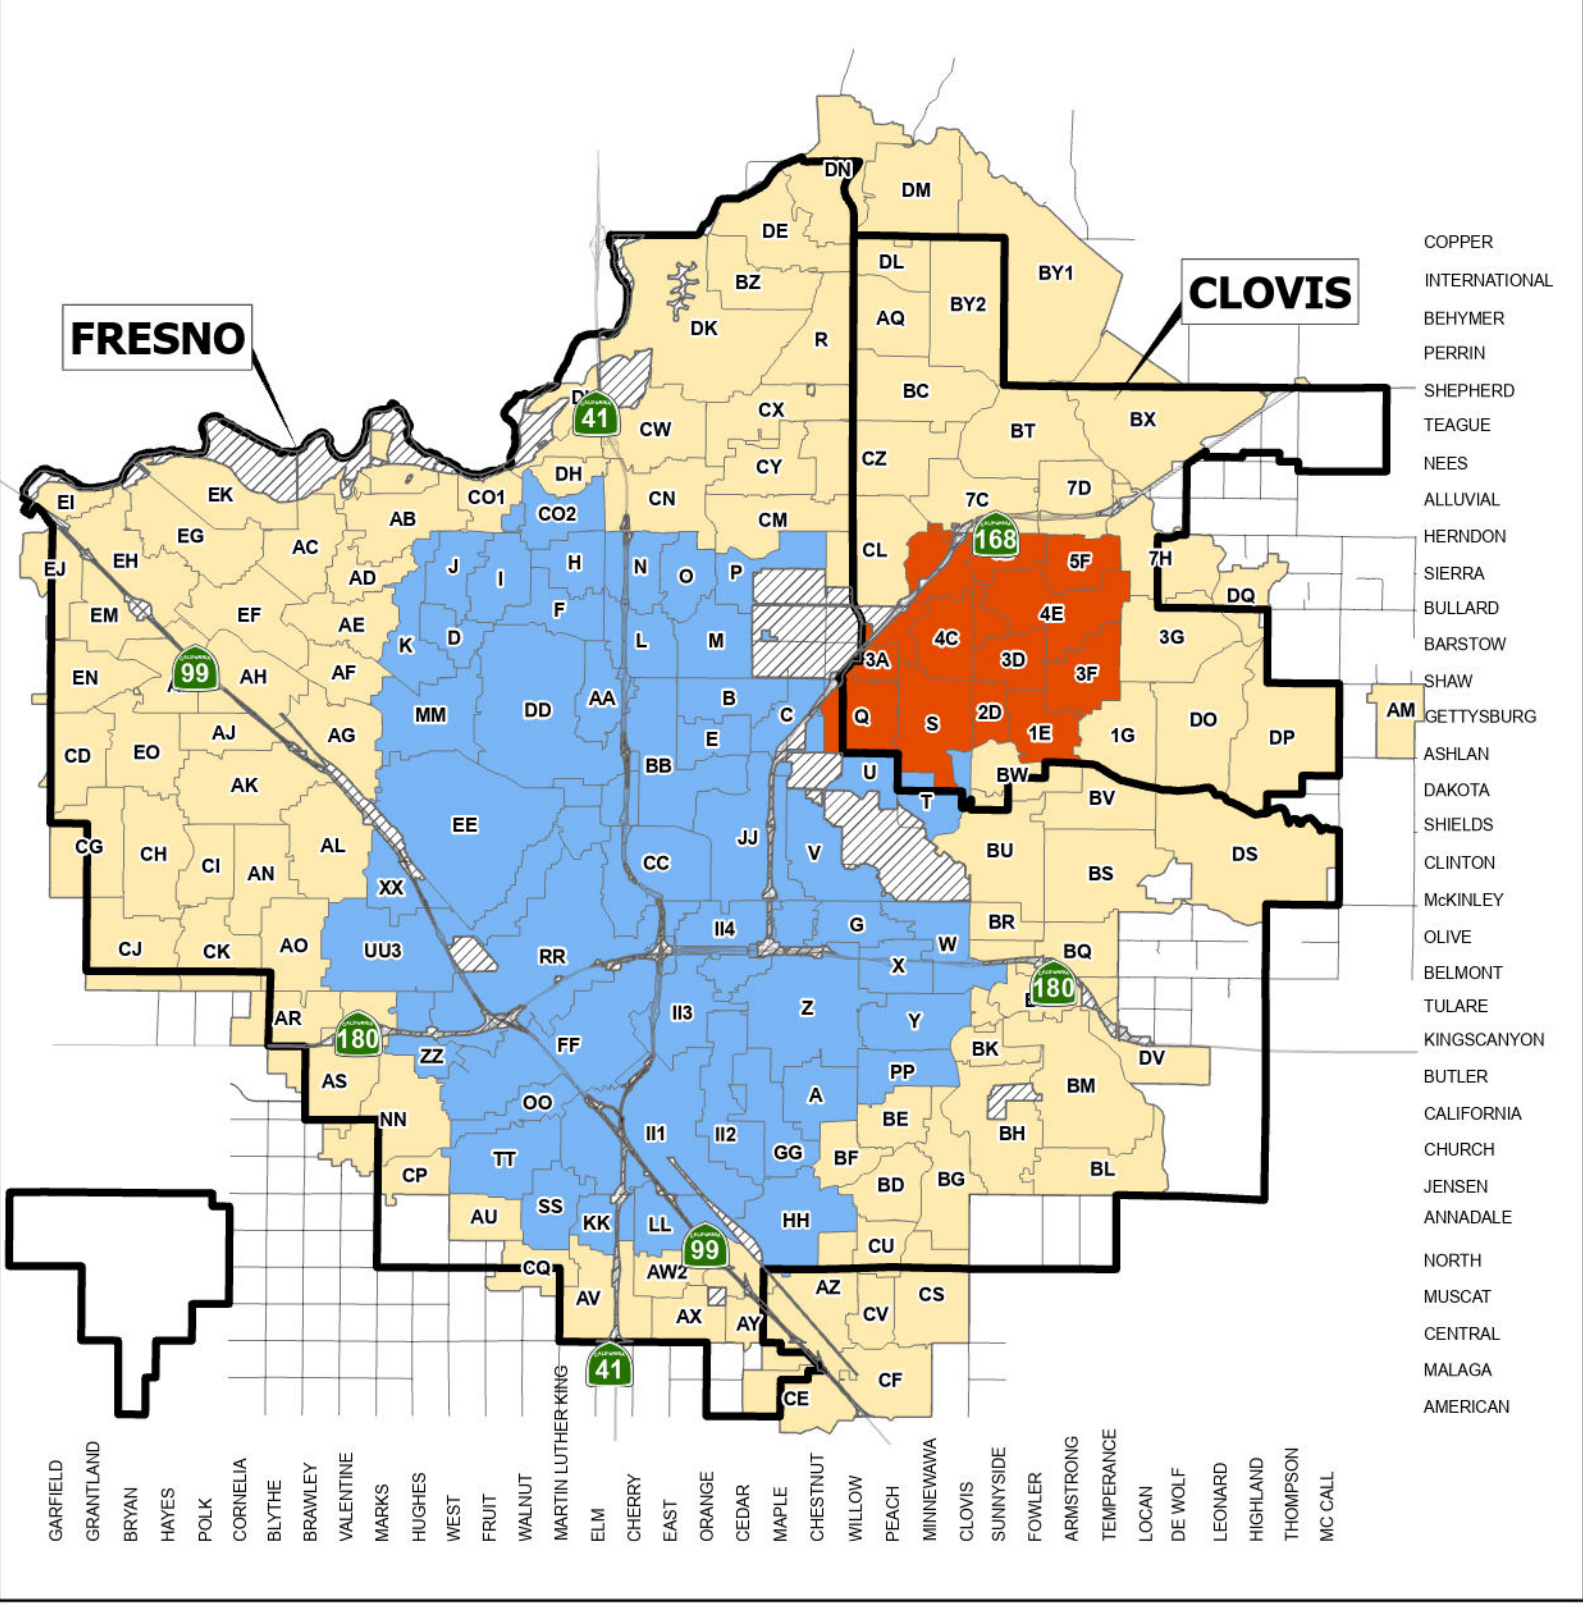 DN
DM
DE
COPPER
DL
BY1
CLOVIS
INTERNATIONAL
BZ
BY2
AQ
BEHYMER
FRESNO
DK
R
PERRIN
BC
SHEPHERD
CALIFORNIA
41
CX
BX
CW
BT
TEAGUE
CZ
CY
NEES
DH
7D
EI
EK
CO1
CN
7C
ALLUVIAL
AB
CO2
CM
EG
CALIFORNIA
168
HERNDON
AC
CL
EH
H
5F
7H
EJ
J
I
N
O
P
SIERRA
AD
DQ
EM
EF
F
4E
BULLARD
AE
K
D
L
M
4C
3G
BARSTOW
3A
3D
CALIFORNIA
99
EN
AH
AF
3F
SHAW
AA
B
MM
DD
C
Q
S
2D
DO
AM
GETTYSBURG
AJ
AG
E
1E
1G
DP
CD
EO
BB
ASHLAN
U
BW
AK
DAKOTA
T
BV
EE
SHIELDS
CG
CH
AL
JJ
V
BU
DS
CI
AN
CC
BS
CLINTON
XX
McKINLEY
G
BR
II4
CJ
CK
AO
UU3
RR
W
BQ
OLIVE
X
BELMONT
CALIFORNIA
180
AR
II3
Z
Y
TULARE
CALIFORNIA
180
ZZ
FF
BK
DV
KINGSCANYON
AS
PP
BM
BUTLER
OO
A
NN
BE
CALIFORNIA
II1
II2
BH
TT
GG
BF
CHURCH
CP
BD
BG
BL
JENSEN
AU
SS
KK
LL
HH
ANNADALE
CALIFORNIA
99
CU
CQ
AW2
NORTH
AV
AZ
CS
MUSCAT
AX
AY
CV
CENTRAL
CALIFORNIA
41
CF
MALAGA
CE
AMERICAN
GARFIELD
GRANTLAND
BRYAN
HAYES
POLK
CORNELIA
BLYTHE
BRAWLEY
VALENTINE
MARKS
HUGHES
WEST
FRUIT
WALNUT
MARTIN LUTHER KING
ELM
CHERRY
EAST
ORANGE
CEDAR
MAPLE
CHESTNUT
WILLOW
PEACH
MINNEWAWA
CLOVIS
SUNNYSIDE
FOWLER
ARMSTRONG
TEMPERANCE
LOCAN
DE WOLF
LEONARD
HIGHLAND
THOMPSON
MC CALL